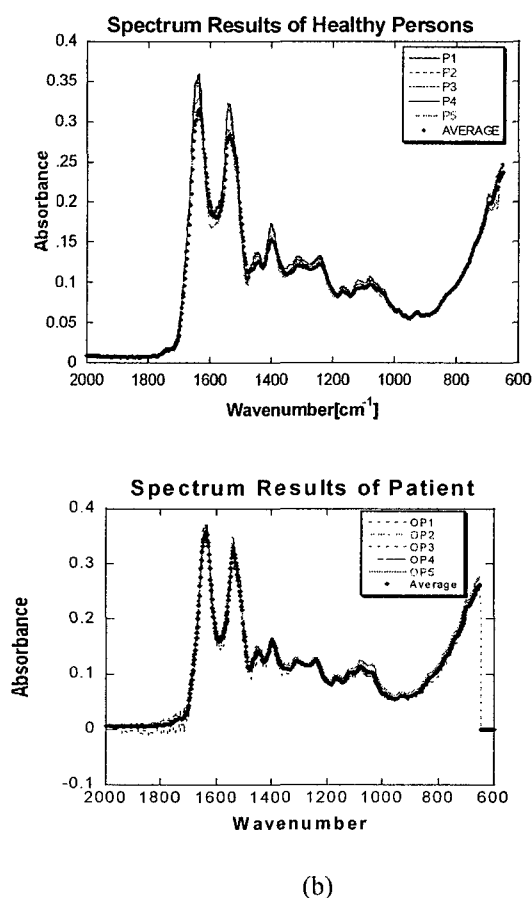 Spectrum Results of Healthy Persons
0.4
0.35
0.3
0.25
0.2
0.15
0.1
0.05
0
Absorbance
P1
P2
P3
P4
P5
AVERAGE
2000 1800 1600 1400 1200 1000 800 600
Wavenumber[cm-1]
Spectrum Results of Patient
0.4
0.3
0.2
0.1
0
-0.1
Absorbance
OP1
OP2
OP3
OP4
OP5
Average
2000 1800 1600 1400 1200 1000 800 600
Wavenumber
(b)